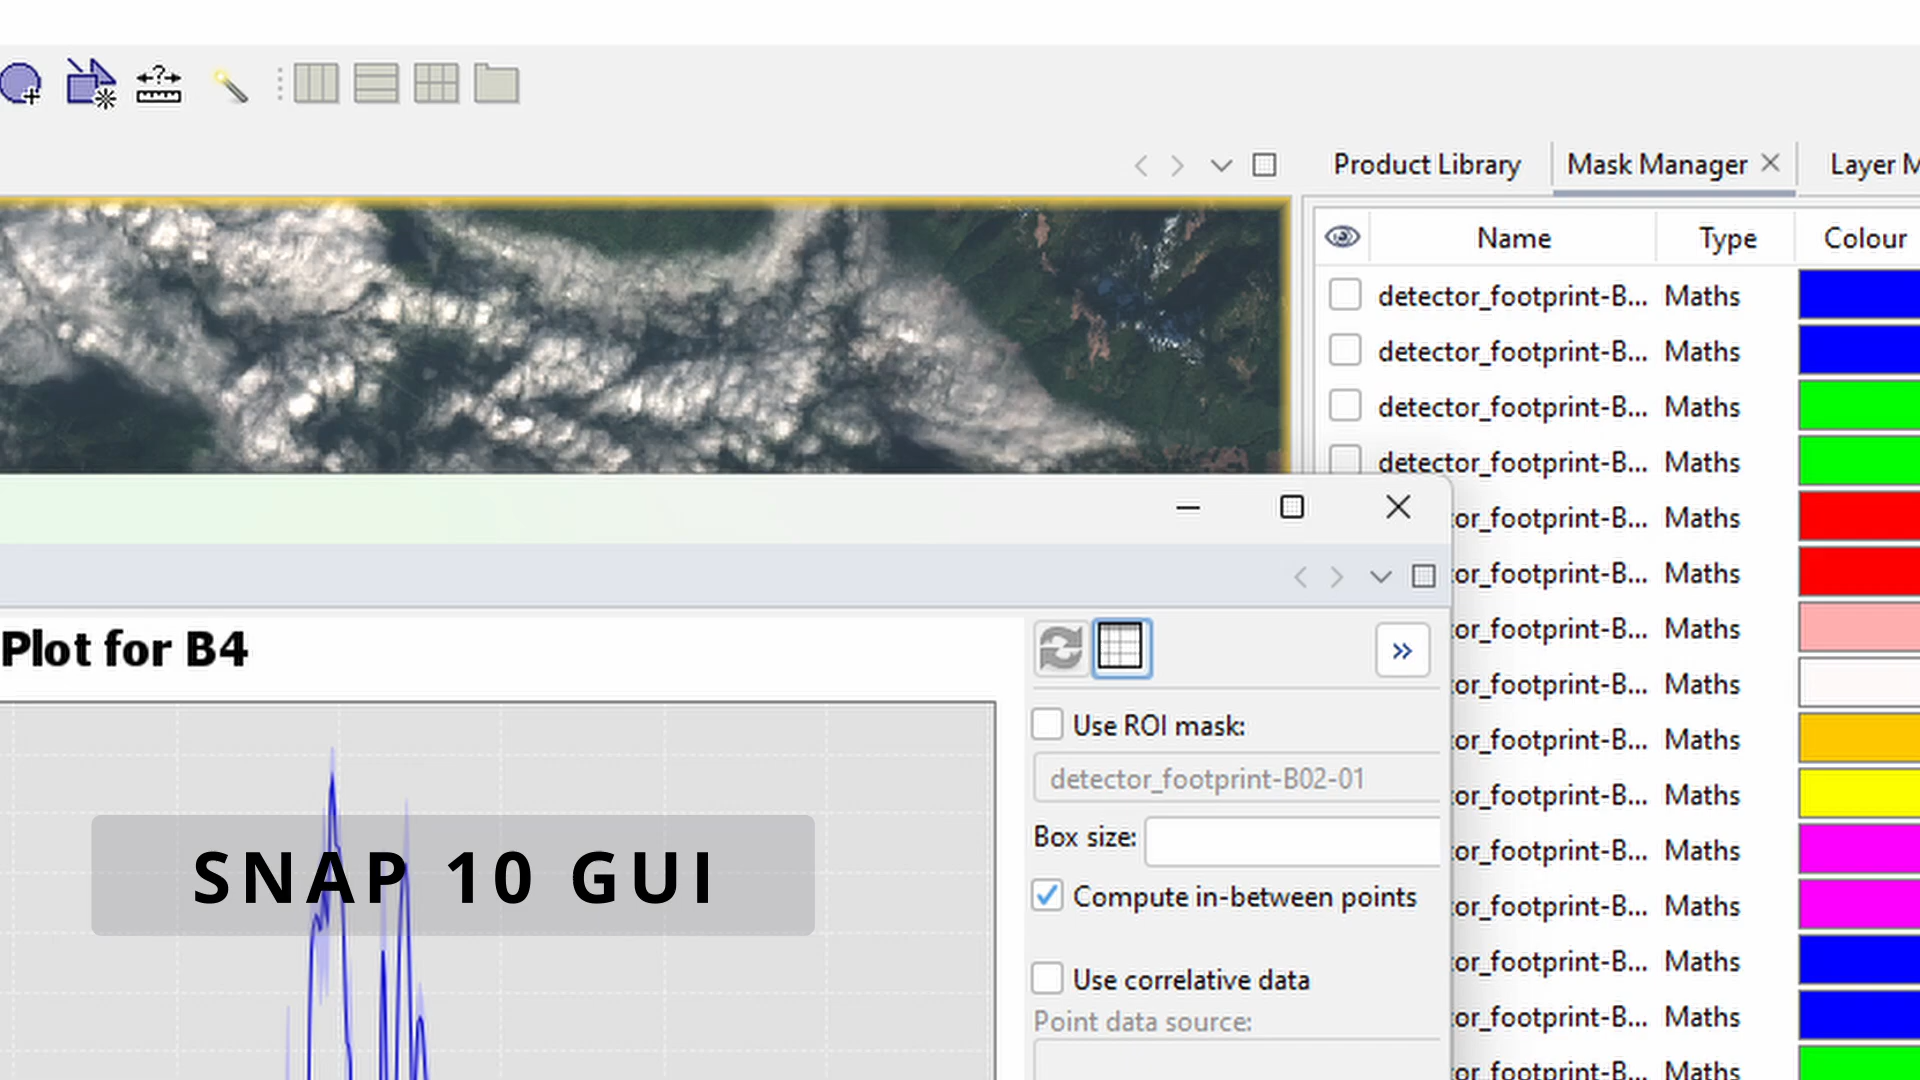 Product Library
Mask Manager
Layer M
Name
Type
Colour
detector_footprint-B... Maths
detector_footprint-B... Maths
detector_footprint-B... Maths
detector_footprint-B... Maths
or_footprint-B... Maths
or_footprint-B... Maths
or_footprint-B... Maths
or_footprint-B... Maths
or_footprint-B... Maths
or_footprint-B... Maths
or_footprint-B... Maths
or_footprint-B... Maths
or_footprint-B... Maths
or_footprint-B... Maths
or_footprint-B... Maths
Plot for B4
»
Use ROI mask:
detector_footprint-B02-01
Box size:
Compute in-between points
Use correlative data
Point data source:
SNAP 10 GUI